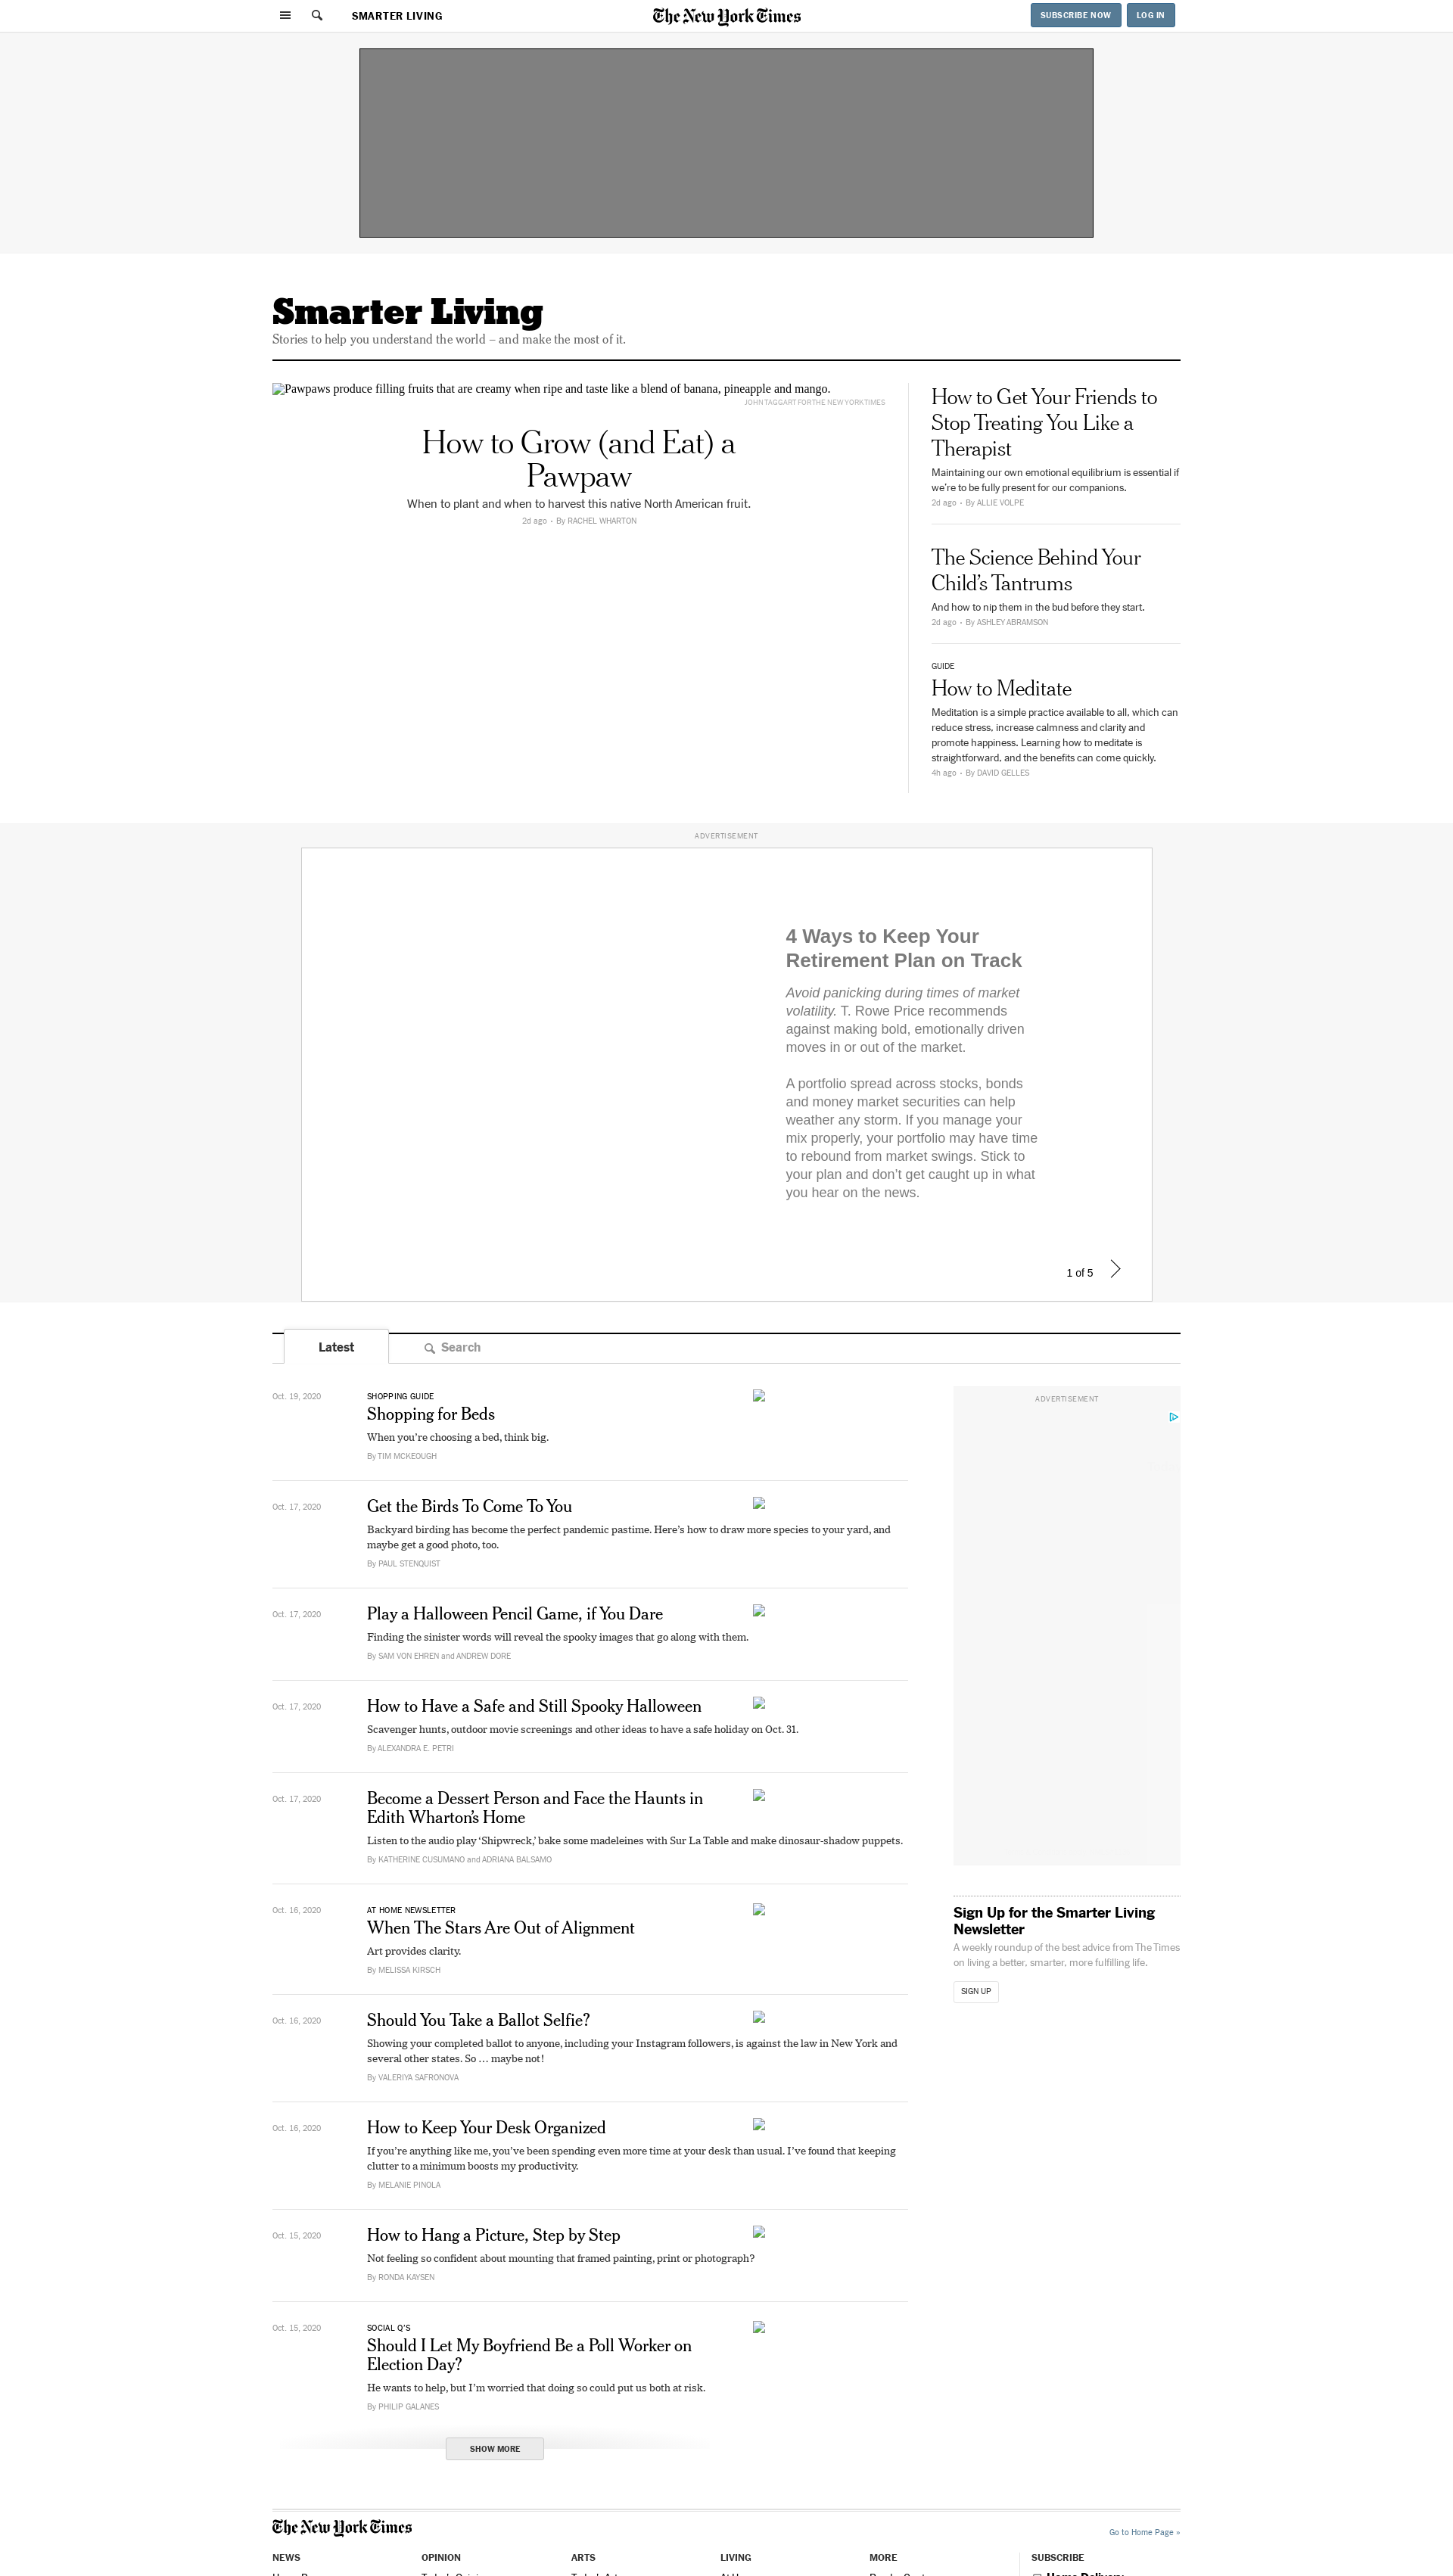 SMARTER LIVING
The New York Times
SUBSCRIBE NOW
LOG IN
Smarter Living
Stories to help you understand the world – and make the most of it.
Pawpaws produce filling fruits that are creamy when ripe and taste like a blend of banana, pineapple and mango.
JOHN TAGGART FOR THE NEW YORK TIMES
How to Grow (and Eat) a
Pawpaw
When to plant and when to harvest this native North American fruit.
2d ago • By RACHEL WHARTON
How to Get Your Friends to
Stop Treating You Like a
Therapist
Maintaining our own emotional equilibrium is essential if
we’re to be fully present for our companions.
2d ago • By ALLIE VOLPE
The Science Behind Your
Child’s Tantrums
And how to nip them in the bud before they start.
2d ago • By ASHLEY ABRAMSON
GUIDE
How to Meditate
Meditation is a simple practice available to all, which can
reduce stress, increase calmness and clarity and
promote happiness. Learning how to meditate is
straightforward, and the benefits can come quickly.
4h ago • By DAVID GELLES
ADVERTISEMENT
4 Ways to Keep Your
Retirement Plan on Track
Avoid panicking during times of market
volatility. T. Rowe Price recommends
against making bold, emotionally driven
moves in or out of the market.
A portfolio spread across stocks, bonds
and money market securities can help
weather any storm. If you manage your
mix properly, your portfolio may have time
to rebound from market swings. Stick to
your plan and don’t get caught up in what
you hear on the news.
1 of 5
Latest
Search
Oct. 19, 2020
SHOPPING GUIDE
Shopping for Beds
When you’re choosing a bed, think big.
By TIM MCKEOUGH
Oct. 17, 2020
Get the Birds To Come To You
Backyard birding has become the perfect pandemic pastime. Here’s how to draw more species to your yard, and
maybe get a good photo, too.
By PAUL STENQUIST
Oct. 17, 2020
Play a Halloween Pencil Game, if You Dare
Finding the sinister words will reveal the spooky images that go along with them.
By SAM VON EHREN and ANDREW DORE
Oct. 17, 2020
How to Have a Safe and Still Spooky Halloween
Scavenger hunts, outdoor movie screenings and other ideas to have a safe holiday on Oct. 31.
By ALEXANDRA E. PETRI
Oct. 17, 2020
Become a Dessert Person and Face the Haunts in
Edith Wharton’s Home
Listen to the audio play ‘Shipwreck,’ bake some madeleines with Sur La Table and make dinosaur-shadow puppets.
By KATHERINE CUSUMANO and ADRIANA BALSAMO
Oct. 16, 2020
AT HOME NEWSLETTER
When The Stars Are Out of Alignment
Art provides clarity.
By MELISSA KIRSCH
Oct. 16, 2020
Should You Take a Ballot Selfie?
Showing your completed ballot to anyone, including your Instagram followers, is against the law in New York and
several other states. So … maybe not!
By VALERIYA SAFRONOVA
Oct. 16, 2020
How to Keep Your Desk Organized
If you’re anything like me, you’ve been spending even more time at your desk than usual. I’ve found that keeping
clutter to a minimum boosts my productivity.
By MELANIE PINOLA
Oct. 15, 2020
How to Hang a Picture, Step by Step
Not feeling so confident about mounting that framed painting, print or photograph?
By RONDA KAYSEN
Oct. 15, 2020
SOCIAL Q’S
Should I Let My Boyfriend Be a Poll Worker on
Election Day?
He wants to help, but I’m worried that doing so could put us both at risk.
By PHILIP GALANES
SHOW MORE
ADVERTISEMENT
Sign Up for the Smarter Living
Newsletter
A weekly roundup of the best advice from The Times
on living a better, smarter, more fulfilling life.
SIGN UP
The New York Times
Go to Home Page »
NEWS
OPINION
ARTS
LIVING
MORE
SUBSCRIBE
Home Delivery